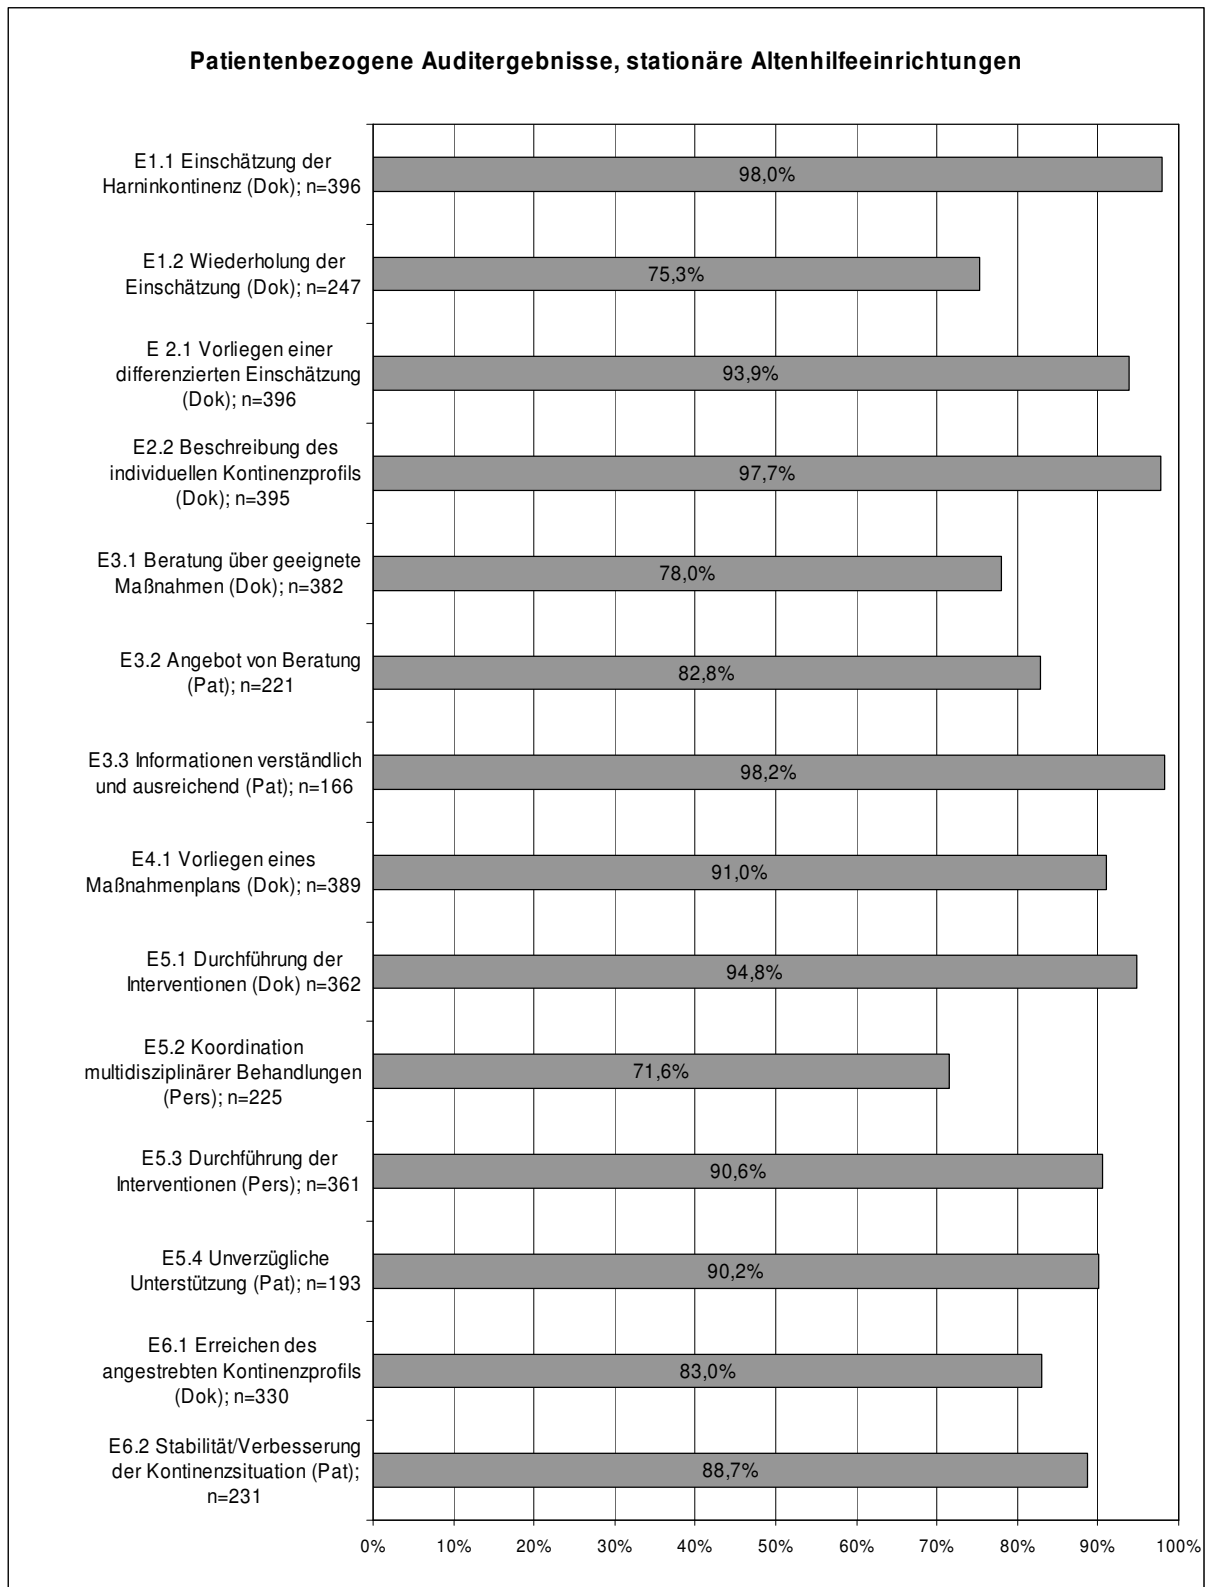 Patientenbezogene Auditergebnisse, stationäre Altenhilfeeinrichtungen
E1.1 Einschätzung der
Harninkontinenz (Dok); n=396
98,0%
E1.2 Wiederholung der
Einschätzung (Dok); n=247
75,3%
E 2.1 Vorliegen einer
differenzierten Einschätzung
(Dok); n=396
93,9%
E2.2 Beschreibung des
individuellen Kontinenzprofils
(Dok); n=395
97,7%
E3.1 Beratung über geeignete
Maßnahmen (Dok); n=382
78,0%
E3.2 Angebot von Beratung
(Pat); n=221
82,8%
E3.3 Informationen verständlich
und ausreichend (Pat); n=166
98,2%
E4.1 Vorliegen eines
Maßnahmenplans (Dok); n=389
91,0%
E5.1 Durchführung der
Interventionen (Dok) n=362
94,8%
E5.2 Koordination
multidisziplinärer Behandlungen
(Pers); n=225
71,6%
E5.3 Durchführung der
Interventionen (Pers); n=361
90,6%
E5.4 Unverzügliche
Unterstützung (Pat); n=193
90,2%
E6.1 Erreichen des
angestrebten Kontinenzprofils
(Dok); n=330
83,0%
E6.2 Stabilität/Verbesserung
der Kontinenzsituation (Pat);
n=231
88,7%
0% 10% 20% 30% 40% 50% 60% 70% 80% 90% 100%